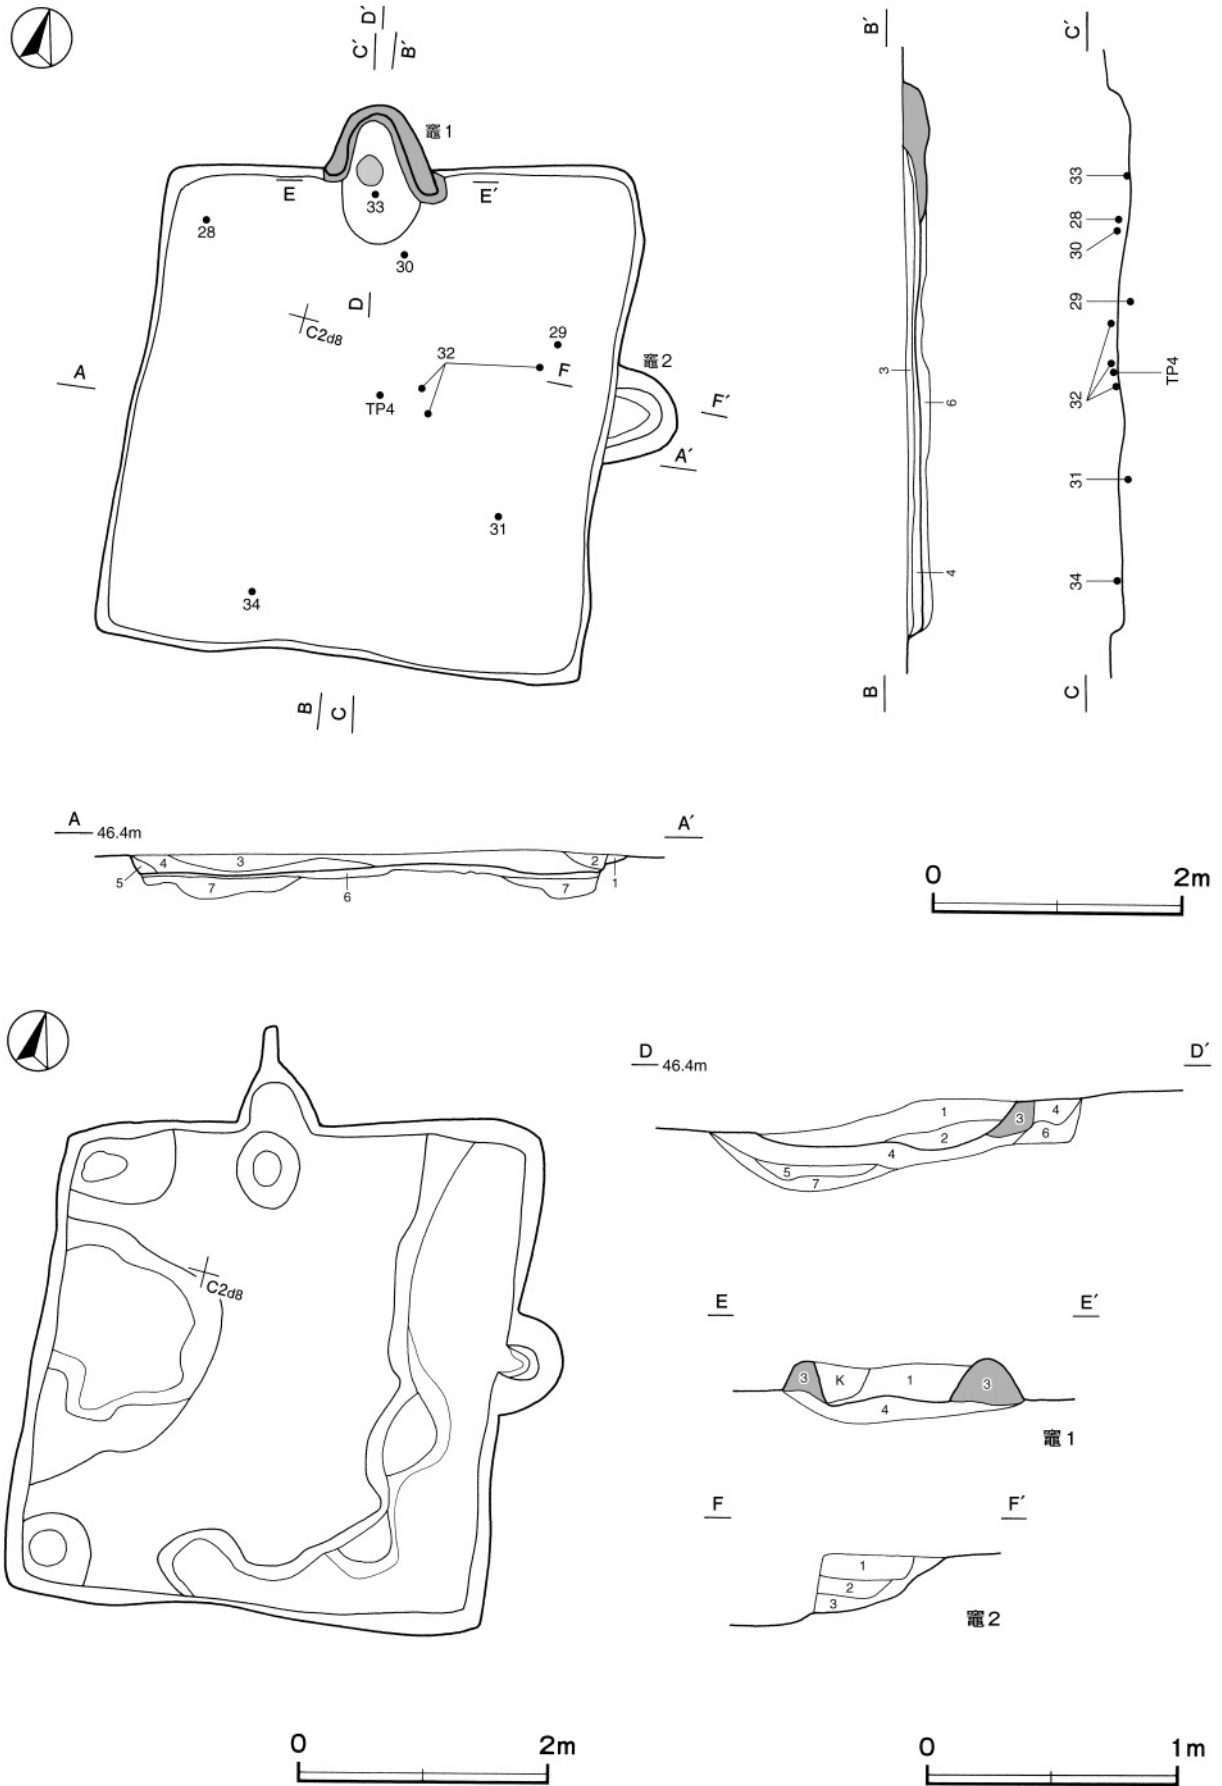 D D′
C′ B′
竈1
E E′
33
28
30
D
C2d8
29
32
竈2
A
F
F′
TP4
A′
31
34
B C
B′
3
6
4
B
C′
33
28
30
29
TP4
32
31
34
C
A 46.4m A′
4 3 2
5 7 6 7 1
0 2m
C2d8
D 46.4m D′
1 3 4
2 6
4
5
7
E E′
3 K 1 3
4
竈1
F F′
1
2
3
竈2
0 2m
0 1m